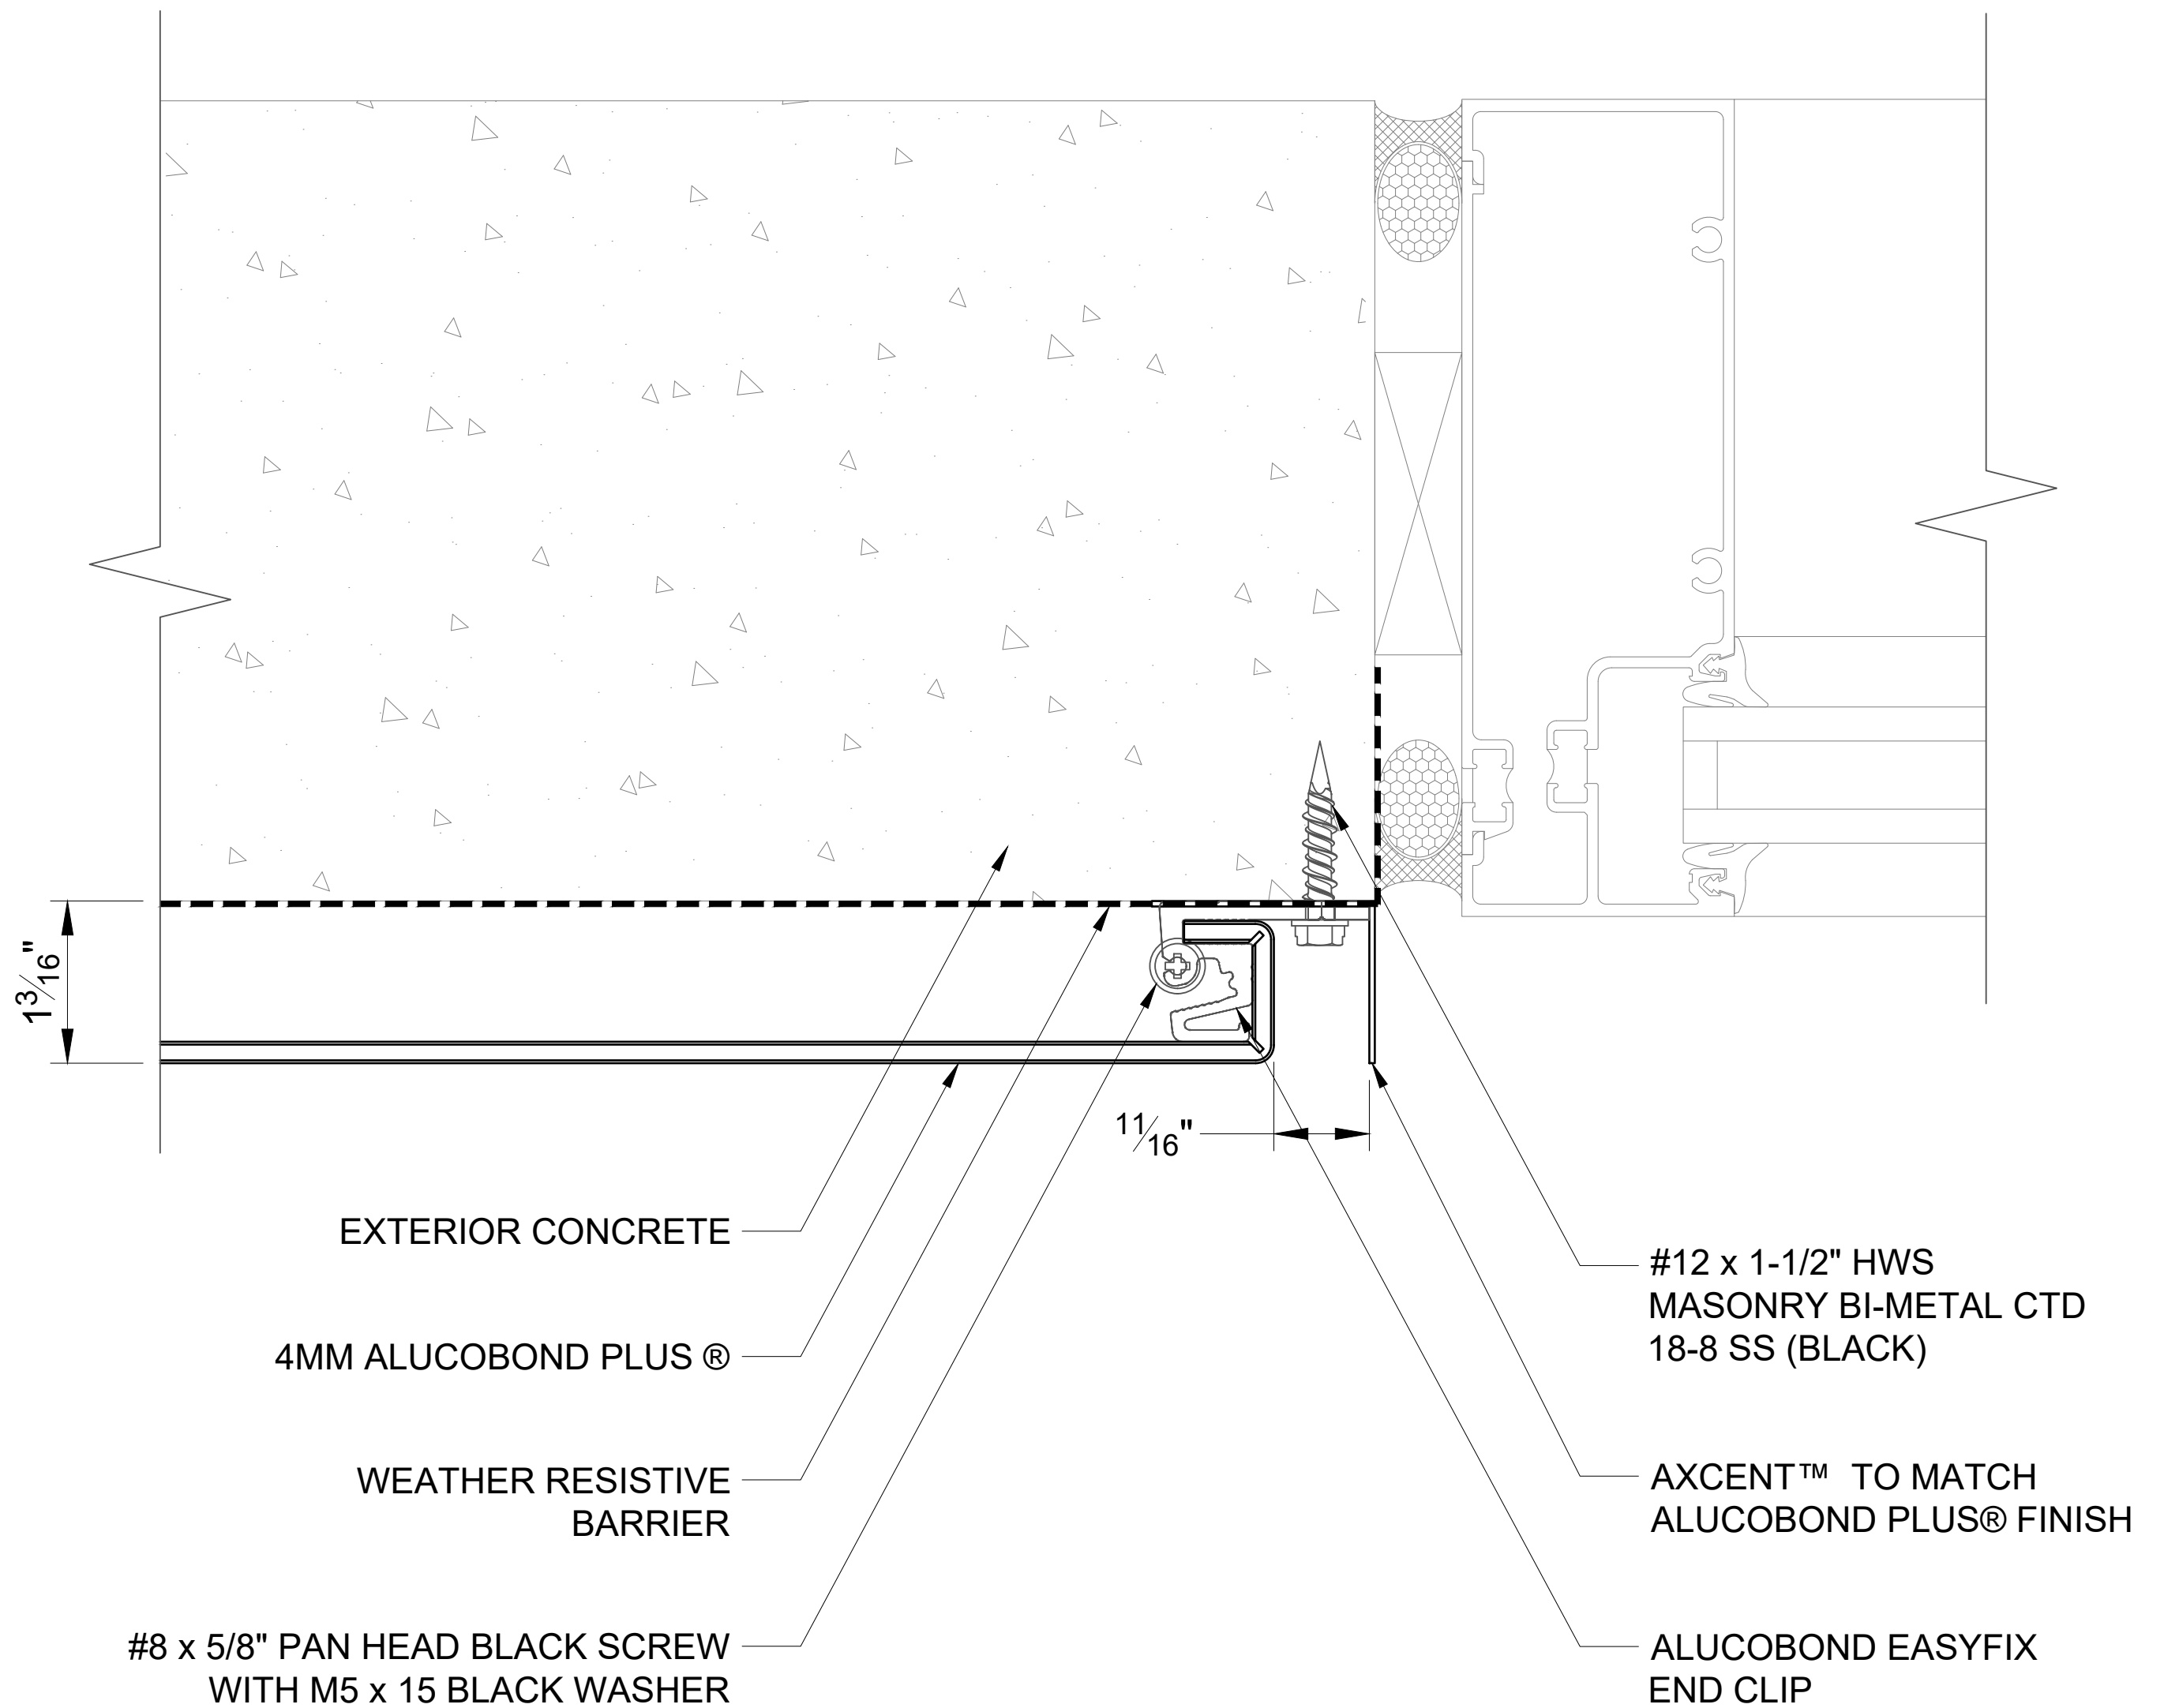 1 3/16"
11/16"
EXTERIOR CONCRETE
4MM ALUCOBOND PLUS ®
WEATHER RESISTIVE
BARRIER
#8 x 5/8" PAN HEAD BLACK SCREW
WITH M5 x 15 BLACK WASHER
#12 x 1-1/2" HWS
MASONRY BI-METAL CTD
18-8 SS (BLACK)
AXCENT™ TO MATCH
ALUCOBOND PLUS® FINISH
ALUCOBOND EASYFIX
END CLIP